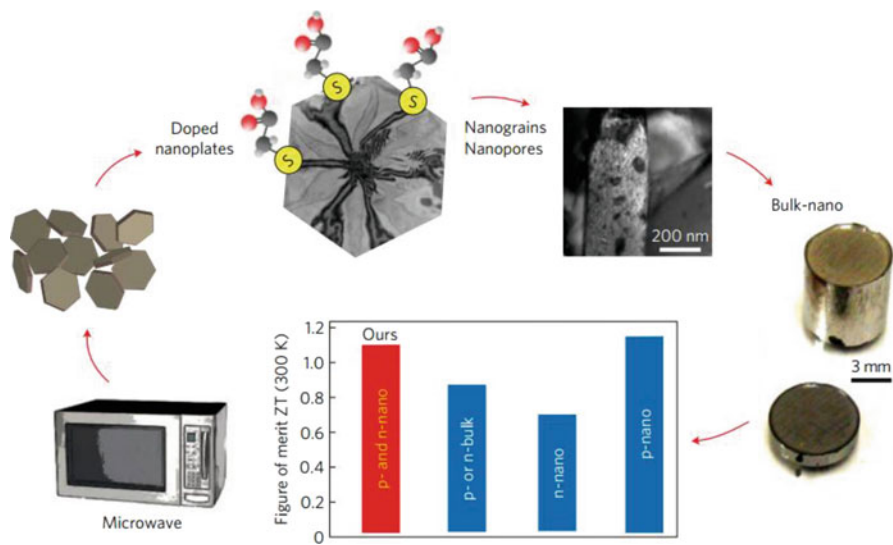 Doped
nanoplates
S
S
S
Nanograins
Nanopores
200 nm
Bulk-nano
3 mm
Microwave
Figure of merit ZT (300 K)
1.2
1.0
0.8
0.6
0.4
0.2
0
Ours
p- and n-nano
p- or n-bulk
n-nano
p-nano